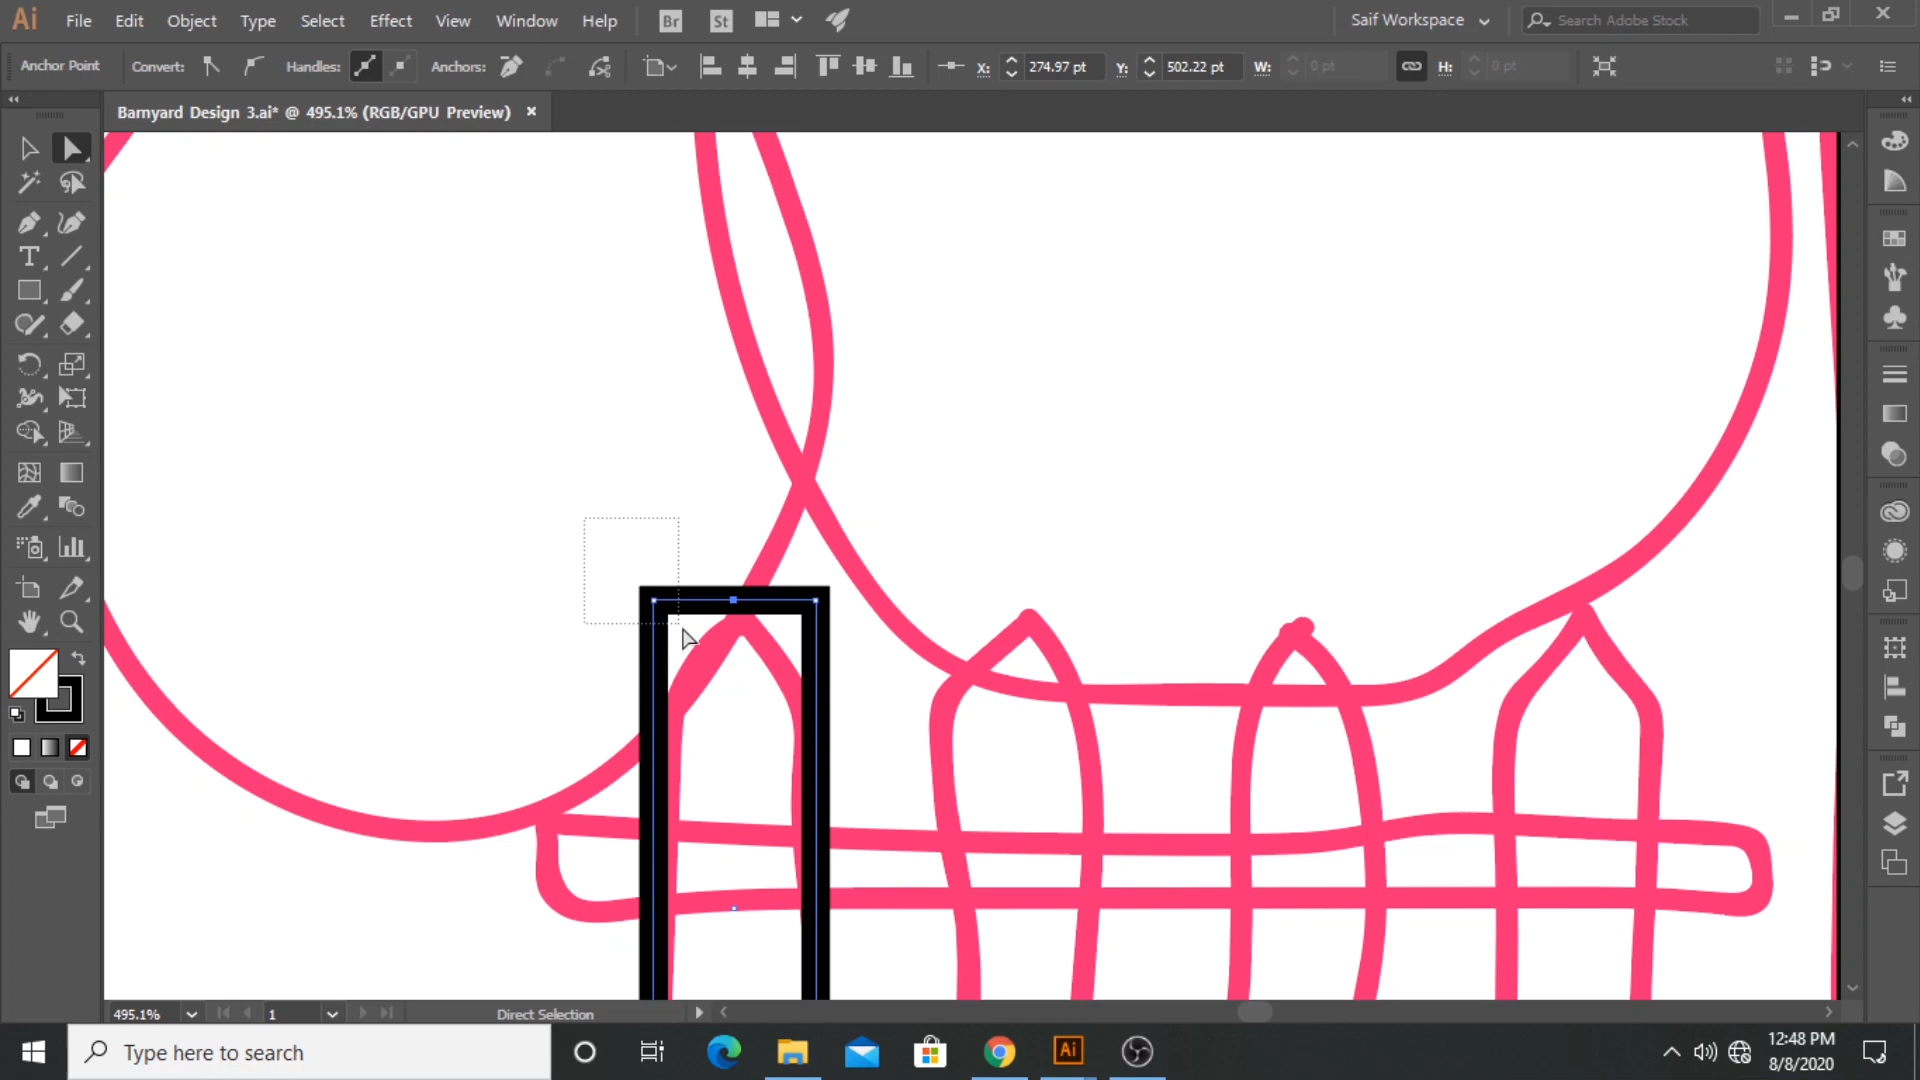 Ai File Edit Object Type Select Effect View Window Help Br St Saif Workspace Search Adobe Stock
Anchor Point Convert: Handles: Anchors: X: 274.97 pt Y: 502.22 pt W: 0 pt H: 0 pt
Barnyard Design 3.ai* @ 495.1% (RGB/GPU Preview)
495.1% 1 Direct Selection
Type here to search
Ai
12:48 PM
8/8/2020